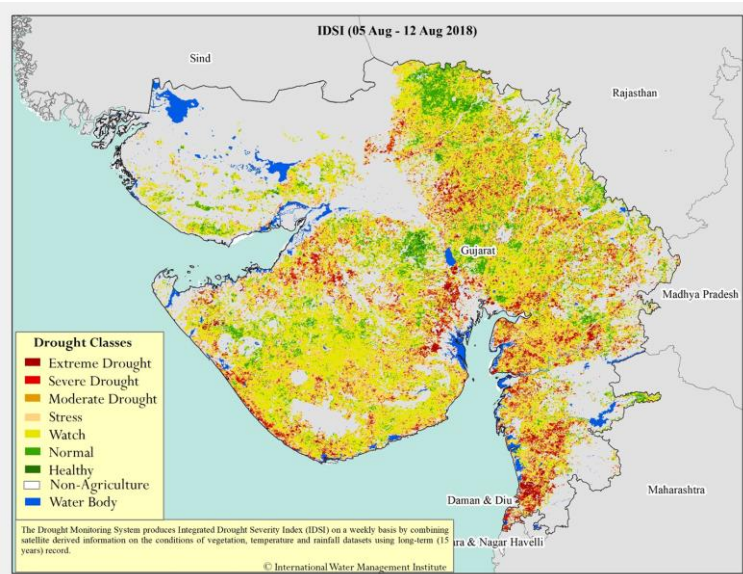 IDSI (05 Aug - 12 Aug 2018)
Sind
Rajasthan
Gujarat
Madhya Pradesh
Drought Classes
Extreme Drought
Severe Drought
Moderate Drought
Stress
Watch
Normal
Healthy
Non-Agriculture
Water Body
Daman & Diu
Maharashtra
ara & Nagar Havelli
The Drought Monitoring System produces Integrated Drought Severity Index (IDSI) on a weekly basis by combining
satellite derived information on the conditions of vegetation, temperature and rainfall datasets using long-term (15
years) record.
© International Water Management Institute